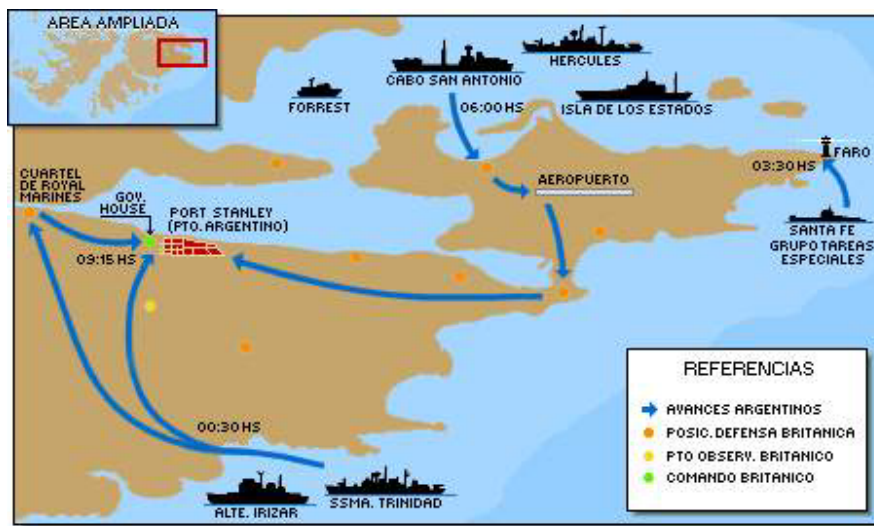 AREA AMPLIADA
FORREST
CABO SAN ANTONIO
HERCULES
ISLA DE LOS ESTADOS
06:00 HS
03:30 HS
FARO
CUARTEL
DE ROYAL
MARINES
GOV.
HOUSE
PORT STANLEY
(PTO. ARGENTINO)
AEROPUERTO
SANTA FE
GRUPO TAREAS
ESPECIALES
09:15 HS
00:30 HS
ALTE. IRIZAR
SSMA. TRINIDAD
REFERENCIAS
AVANCES ARGENTINOS
POSIC. DEFENSA BRITANICA
PTO OBSERV. BRITANICO
COMANDO BRITANICO